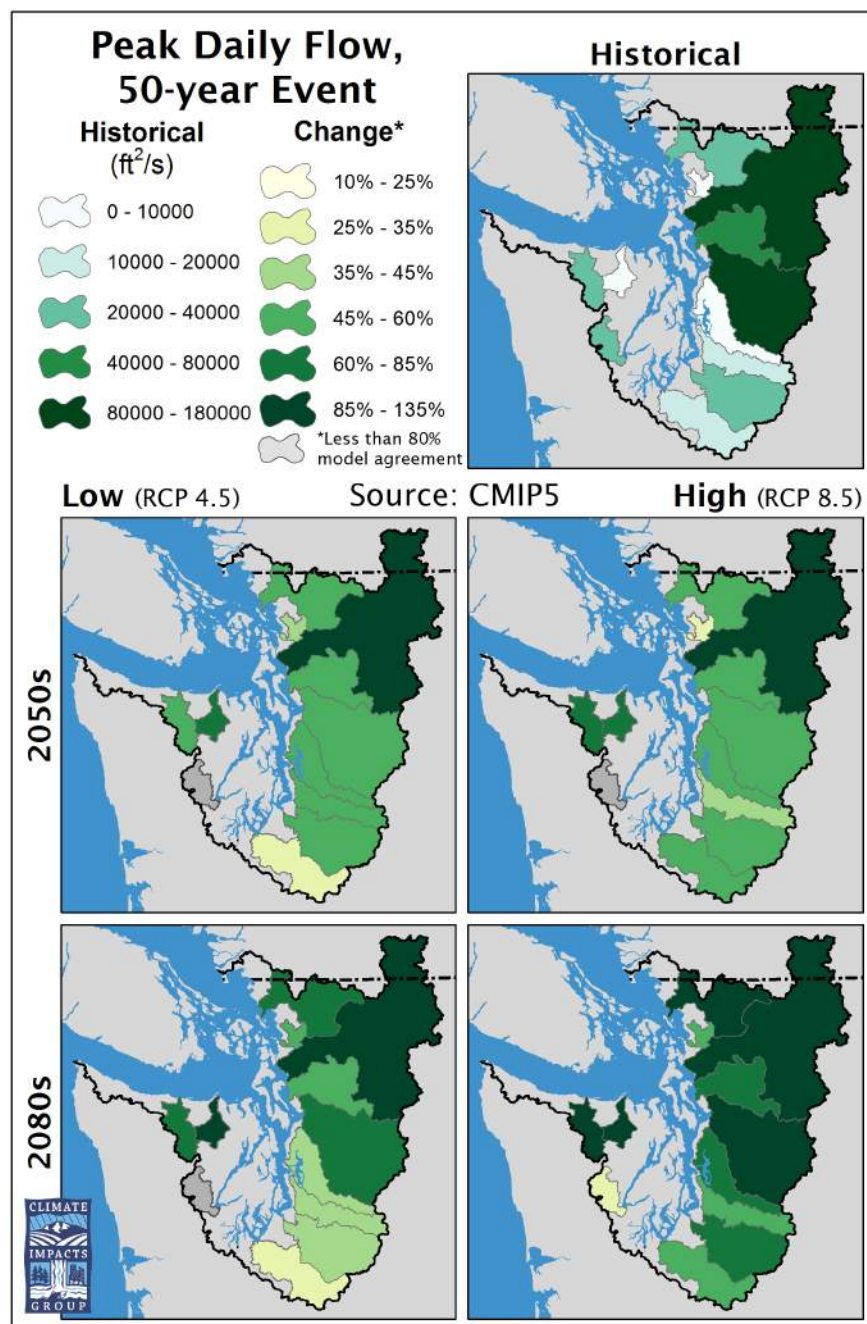 Peak Daily Flow,
50-year Event
Historical
(ft²/s)
0 - 10000
10000 - 20000
20000 - 40000
40000 - 80000
80000 - 180000
Change*
10% - 25%
25% - 35%
35% - 45%
45% - 60%
60% - 85%
85% - 135%
*Less than 80%
model agreement
Historical
Low (RCP 4.5)
Source: CMIP5
High (RCP 8.5)
2050s
2080s
CLIMATE
IMPACTS
GROUP